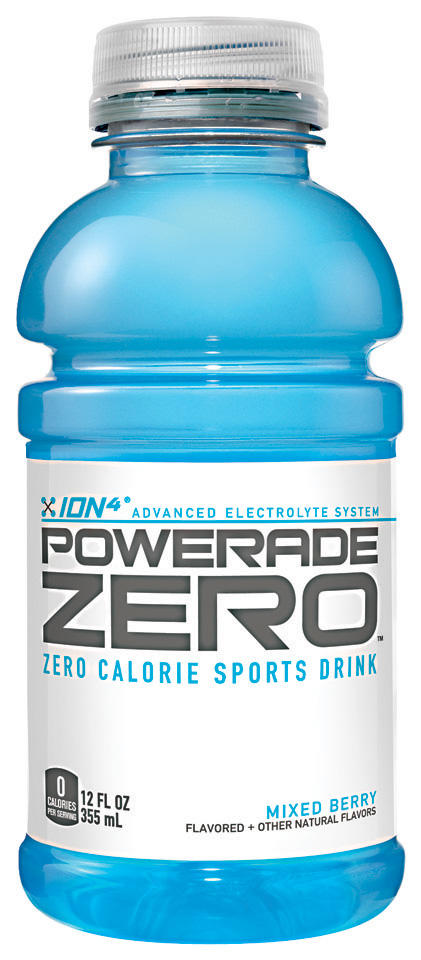 ION4® ADVANCED ELECTROLYTE SYSTEM
POWERADE
ZERO™
ZERO CALORIE SPORTS DRINK
0
CALORIES
PER SERVING
12 FL OZ
355 mL
MIXED BERRY
FLAVORED + OTHER NATURAL FLAVORS